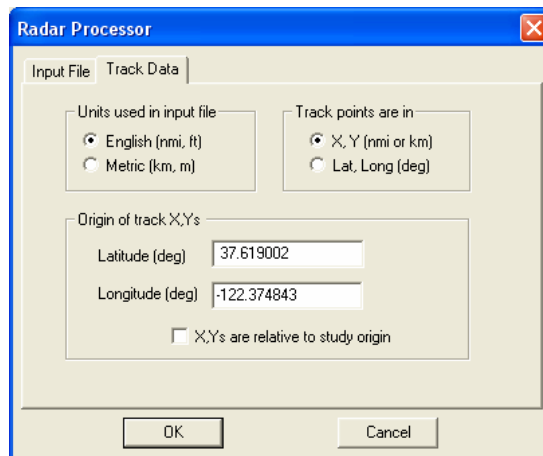 Radar Processor
Input File Track Data
Units used in input file
English (nmi, ft)
Metric (km, m)
Track points are in
X, Y (nmi or km)
Lat, Long (deg)
Origin of track X,Ys
Latitude (deg) 37.619002
Longitude (deg) -122.374843
X,Ys are relative to study origin
OK Cancel